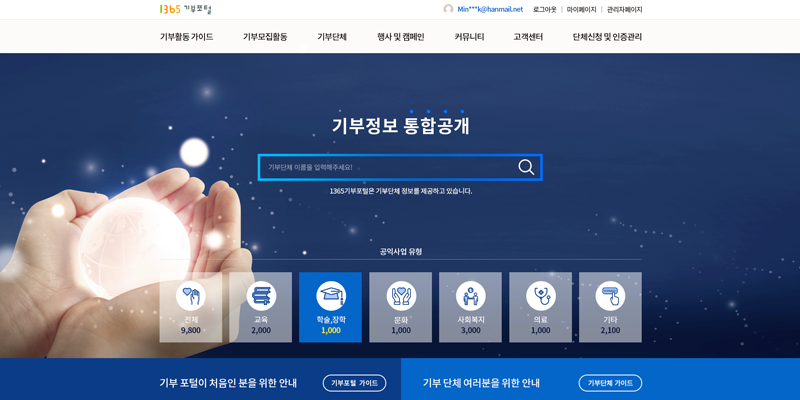 1365 기부포털
Min***k@hanmail.net 로그아웃 | 마이페이지 | 관리자페이지
기부활동 가이드 기부모집활동 기부단체 행사 및 캠페인 커뮤니티 고객센터 단체신청 및 인증관리
기부정보 통합공개
기부단체 이름을 입력해주세요!
1365기부포털은 기부단체 정보를 제공하고 있습니다.
공익사업 유형
전체 교육 학술,장학 문화 사회복지 의료 기타
9,800 2,000 1,000 1,000 3,000 1,000 2,100
기부 포털이 처음인 분을 위한 안내 기부포털 가이드 기부 단체 여러분을 위한 안내 기부단체 가이드